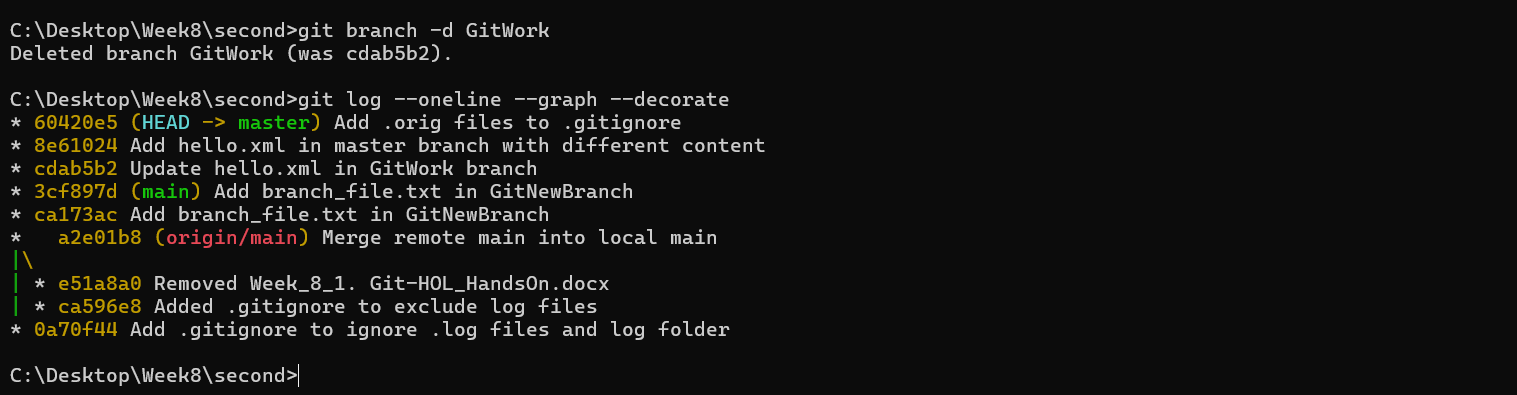 C:\Desktop\Week8\second>git branch -d GitWork
Deleted branch GitWork (was cdab5b2).
C:\Desktop\Week8\second>git log --oneline --graph --decorate
* 60420e5 (HEAD -> master) Add .orig files to .gitignore
* 8e61024 Add hello.xml in master branch with different content
* cdab5b2 Update hello.xml in GitWork branch
* 3cf897d (main) Add branch_file.txt in GitNewBranch
* ca173ac Add branch_file.txt in GitNewBranch
*   a2e01b8 (origin/main) Merge remote main into local main
|\
| * e51a8a0 Removed Week_8_1. Git-HOL_HandsOn.docx
| * ca596e8 Added .gitignore to exclude log files
* 0a70f44 Add .gitignore to ignore .log files and log folder
C:\Desktop\Week8\second>